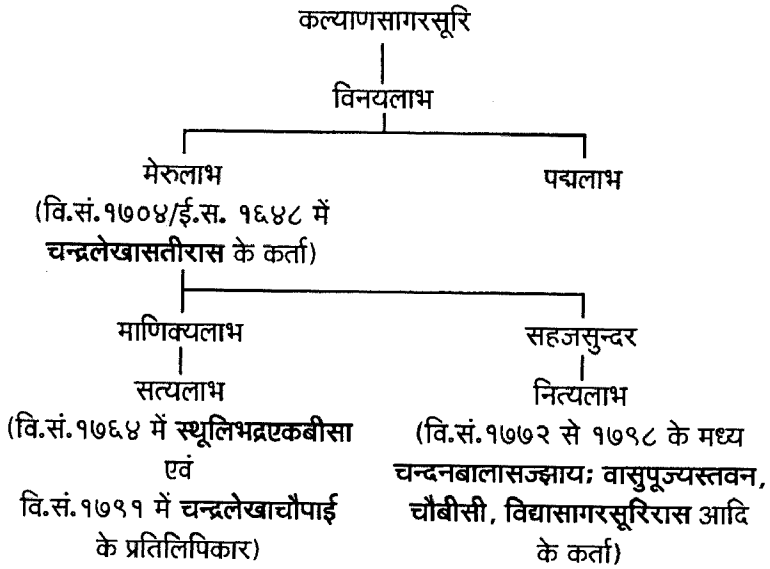 कल्याणसागरसूरि
विनयलाभ
मेरुलाभ
(वि.सं.१७०४/ई.स. १६४८ में
चन्द्रलेखासतीरास के कर्ता)
पद्मलाभ
माणिक्यलाभ
सत्यलाभ
(वि.सं.१७६४ में स्थूलिभद्रएकबीसा
एवं
वि.सं.१७९१ में चन्द्रलेखाचौपाई
के प्रतिलिपिकार)
सहजसुन्दर
नित्यलाभ
(वि.सं.१७७२ से १७९८ के मध्य
चन्दनबालासज्झाय; वासुपूज्यस्तवन,
चौबीसी, विद्यासागरसूरिरास आदि
के कर्ता)